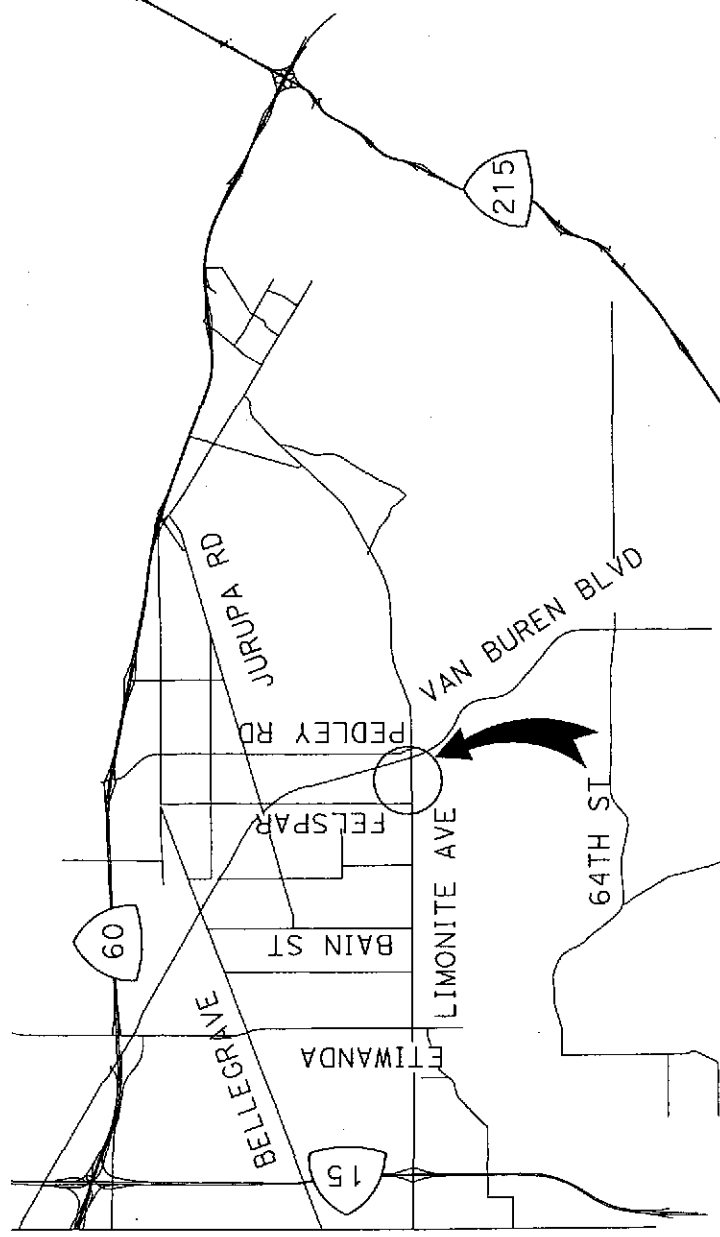 215
60
JURUPA RD
VAN BUREN BLVD
PEDLEY RD
FELSPAR
BAIN ST
LIMONITE AVE
64TH ST
BELLEGRAVE
ETIWANDA
15